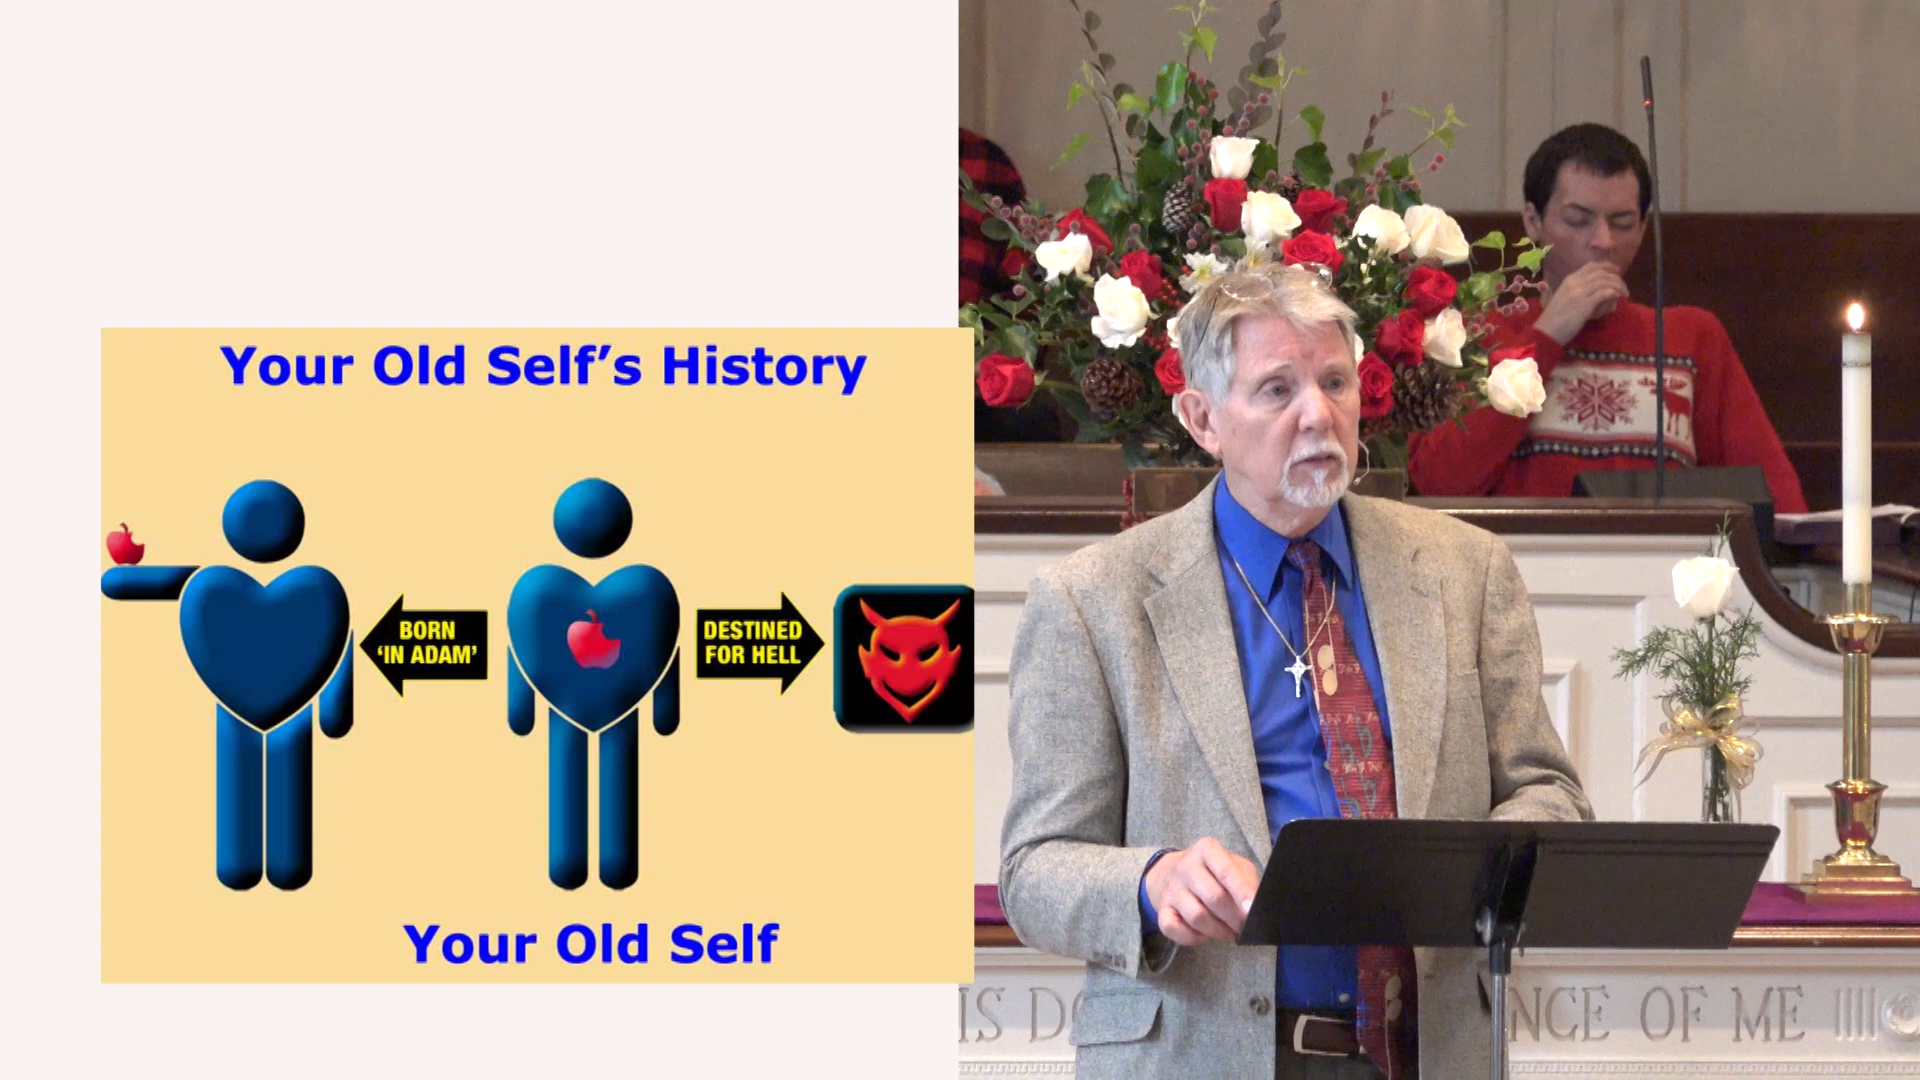 Your Old Self’s History
BORN
‘IN ADAM’
DESTINED
FOR HELL
Your Old Self
IS DO
NCE OF ME